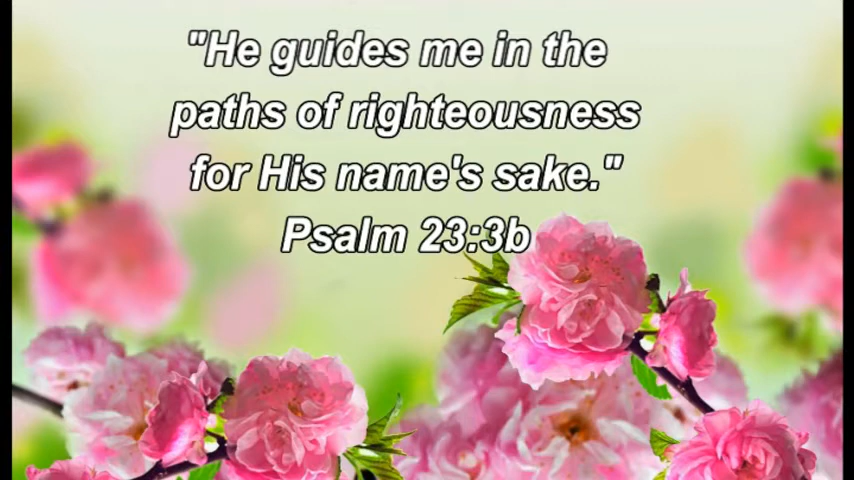 "He guides me in the
paths of righteousness
for His name's sake."
Psalm 23:3b